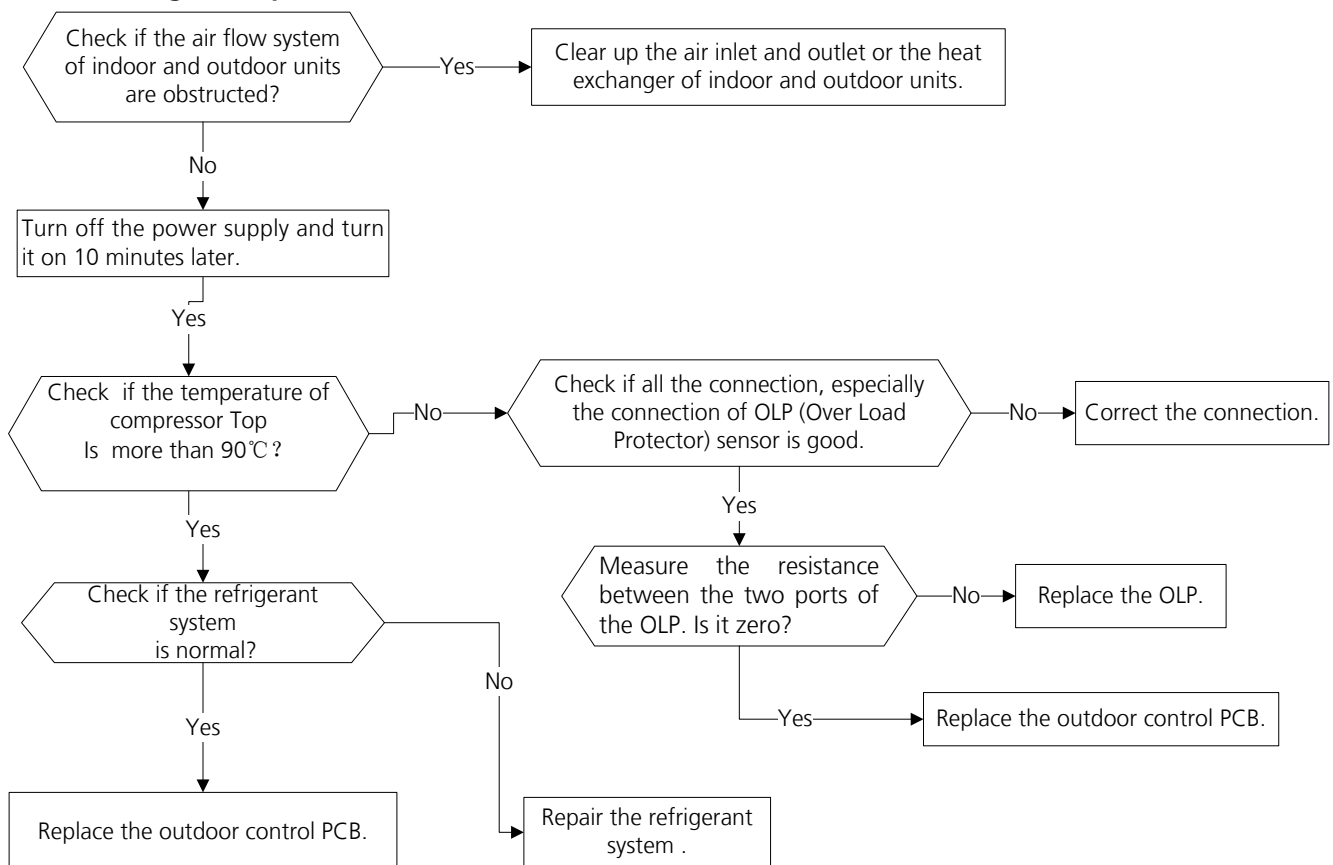 Check if the air flow system
of indoor and outdoor units
are obstructed?
Yes
Clear up the air inlet and outlet or the heat
exchanger of indoor and outdoor units.
No
Turn off the power supply and turn
it on 10 minutes later.
Yes
Check if the temperature of
compressor Top
Is more than 90℃?
No
Check if all the connection, especially
the connection of OLP (Over Load
Protector) sensor is good.
No
Correct the connection.
Yes
Yes
Measure the resistance
between the two ports of
the OLP. Is it zero?
No
Replace the OLP.
Check if the refrigerant
system
is normal?
No
Yes
Yes
Replace the outdoor control PCB.
Replace the outdoor control PCB.
Repair the refrigerant
system .